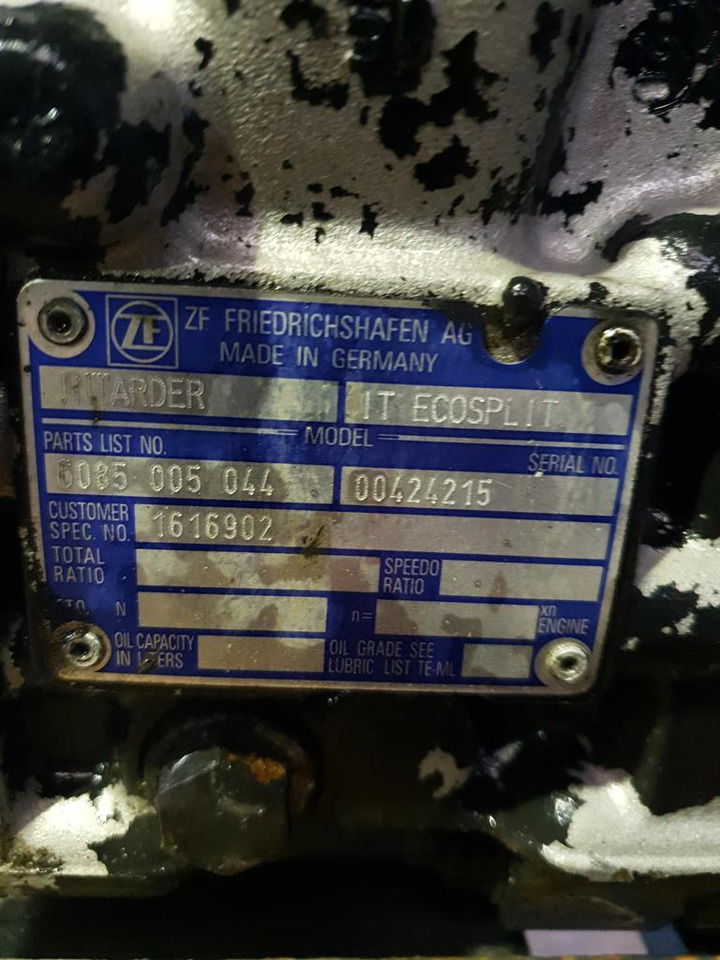 ZF ZF FRIEDRICHSHAFEN AG
MADE IN GERMANY
INTARDER IT ECOSPLIT
MODEL
PARTS LIST NO. SERIAL NO.
6085 005 044 00424215
CUSTOMER SPEC. NO. 1616902
TOTAL RATIO SPEEDO RATIO
N n= xn ENGINE
OIL CAPACITY IN LITERS OIL GRADE SEE LUBRIC. LIST TE-ML